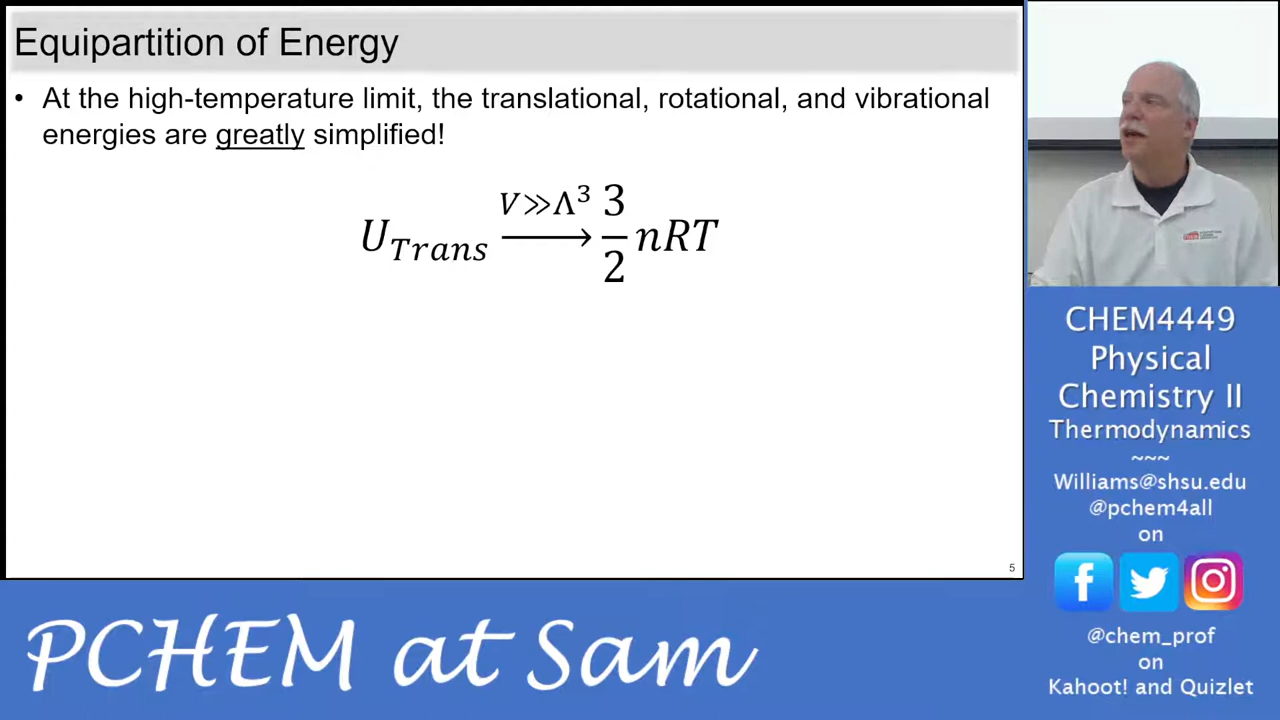 Equipartition of Energy
• At the high-temperature limit, the translational, rotational, and vibrational
energies are greatly simplified!
U_Trans \xrightarrow{V≫Λ³} \frac{3}{2} nRT
5
CHEM4449
Physical
Chemistry II
Thermodynamics
~~~
Williams@shsu.edu
@pchem4all
on
@chem_prof
on
Kahoot! and Quizlet
PCHEM at Sam